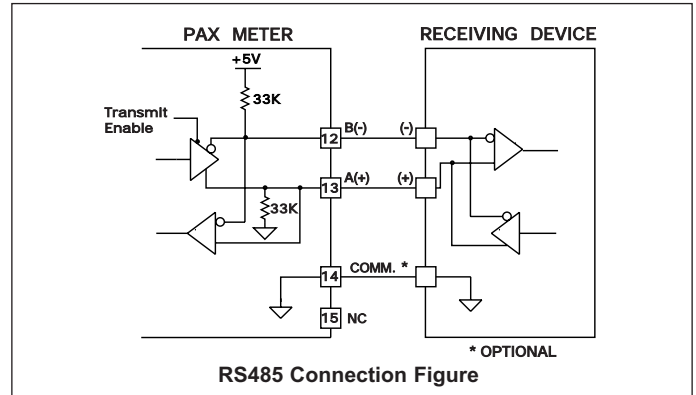 PAX METER
RECEIVING DEVICE
+5V
33K
Transmit
Enable
12
B(-)
(-)
13
A(+)
(+)
33K
14
COMM. *
15
NC
* OPTIONAL
RS485 Connection Figure